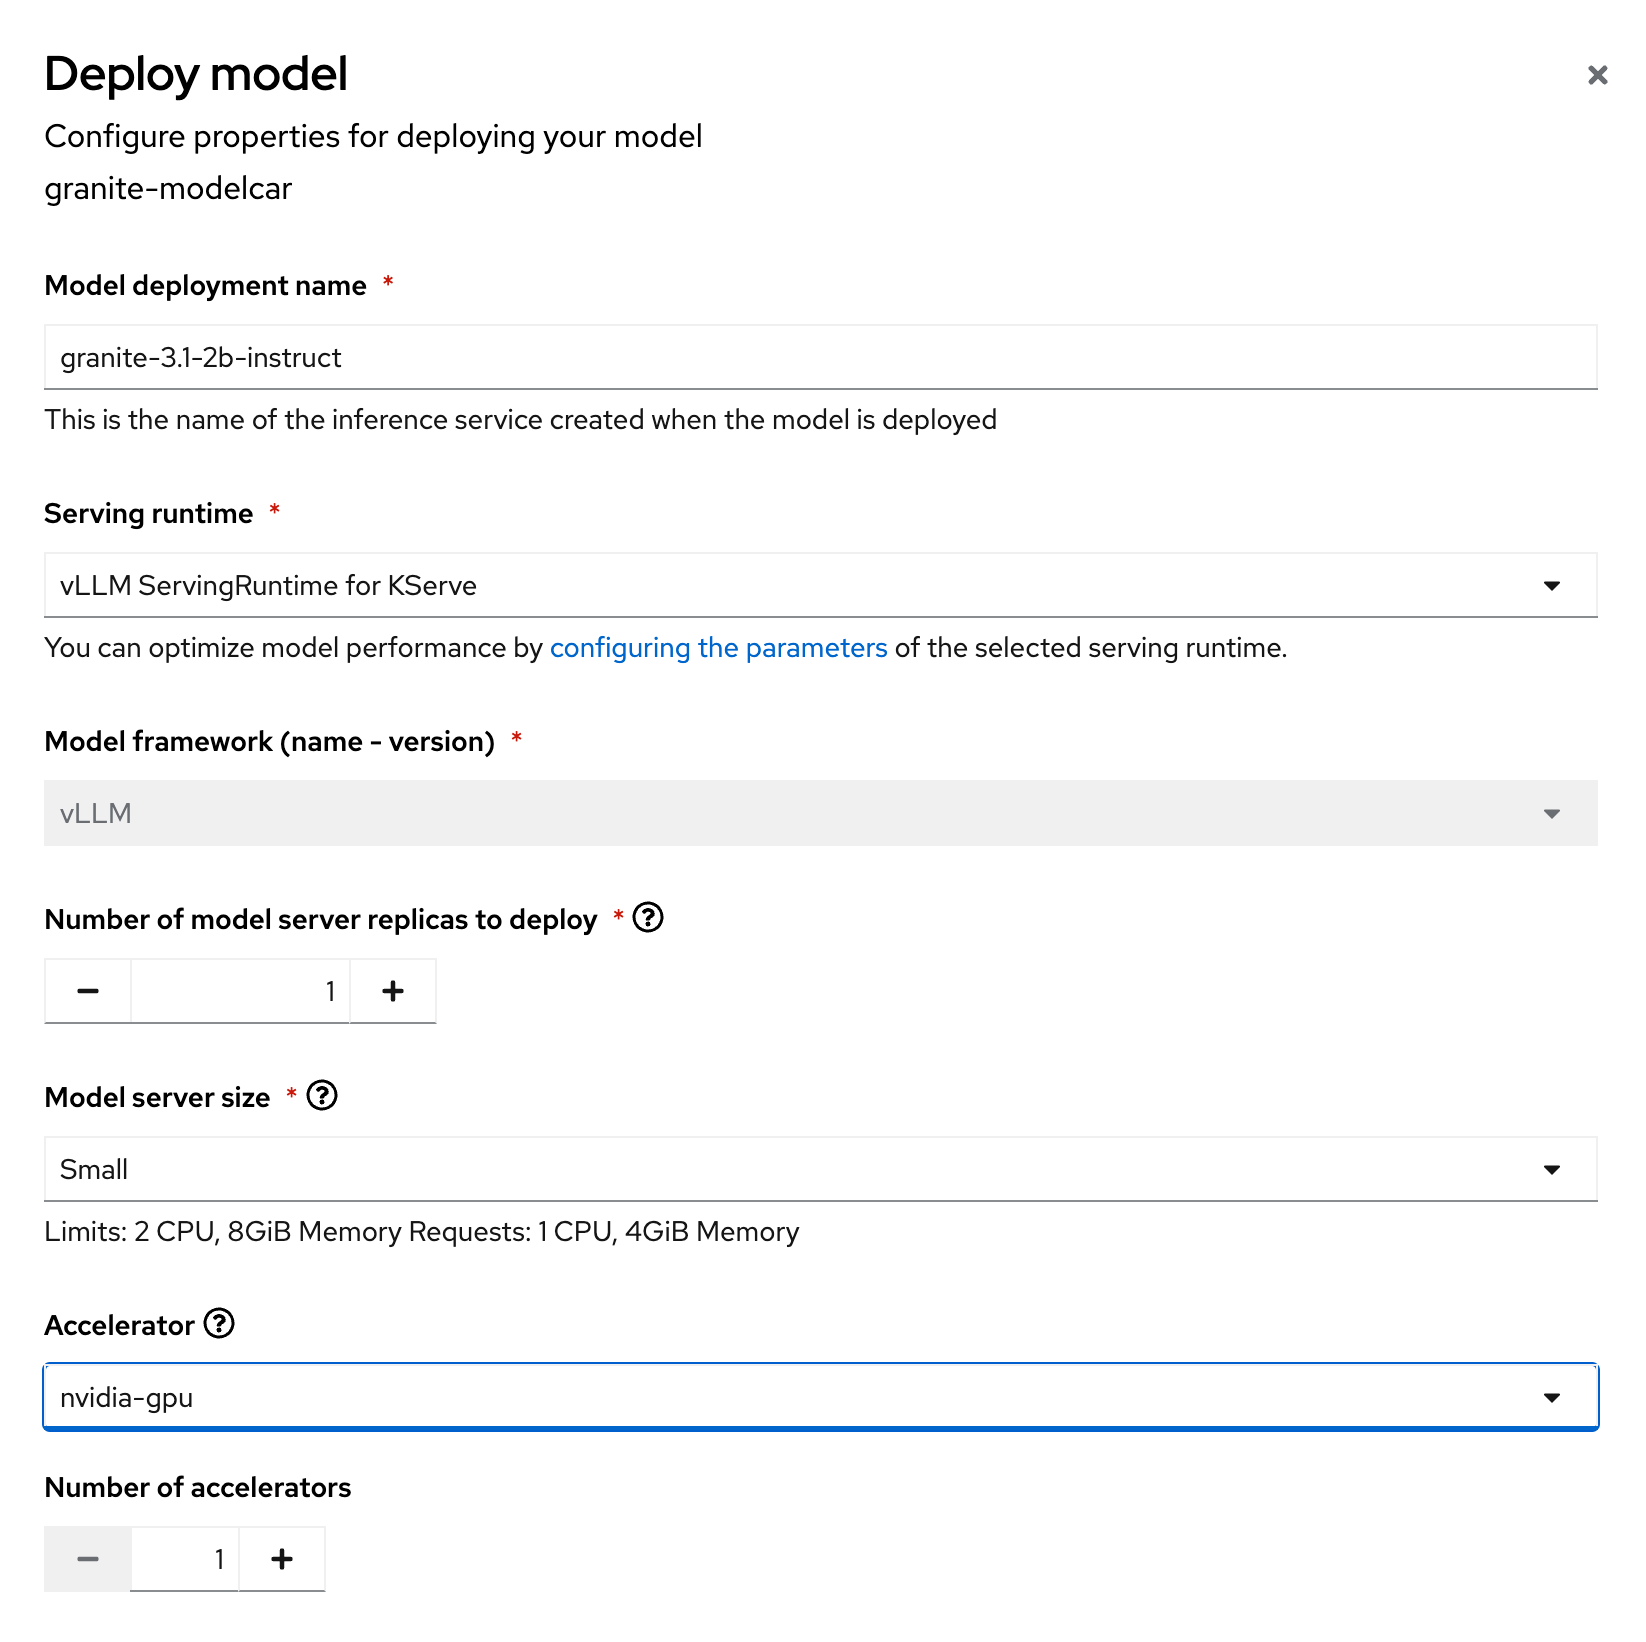 Deploy model
Configure properties for deploying your model
granite-modelcar
Model deployment name *
granite-3.1-2b-instruct
This is the name of the inference service created when the model is deployed
Serving runtime *
vLLM ServingRuntime for KServe
You can optimize model performance by configuring the parameters of the selected serving runtime.
Model framework (name - version) *
vLLM
Number of model server replicas to deploy *
1
Model server size *
Small
Limits: 2 CPU, 8GiB Memory Requests: 1 CPU, 4GiB Memory
Accelerator
nvidia-gpu
Number of accelerators
1